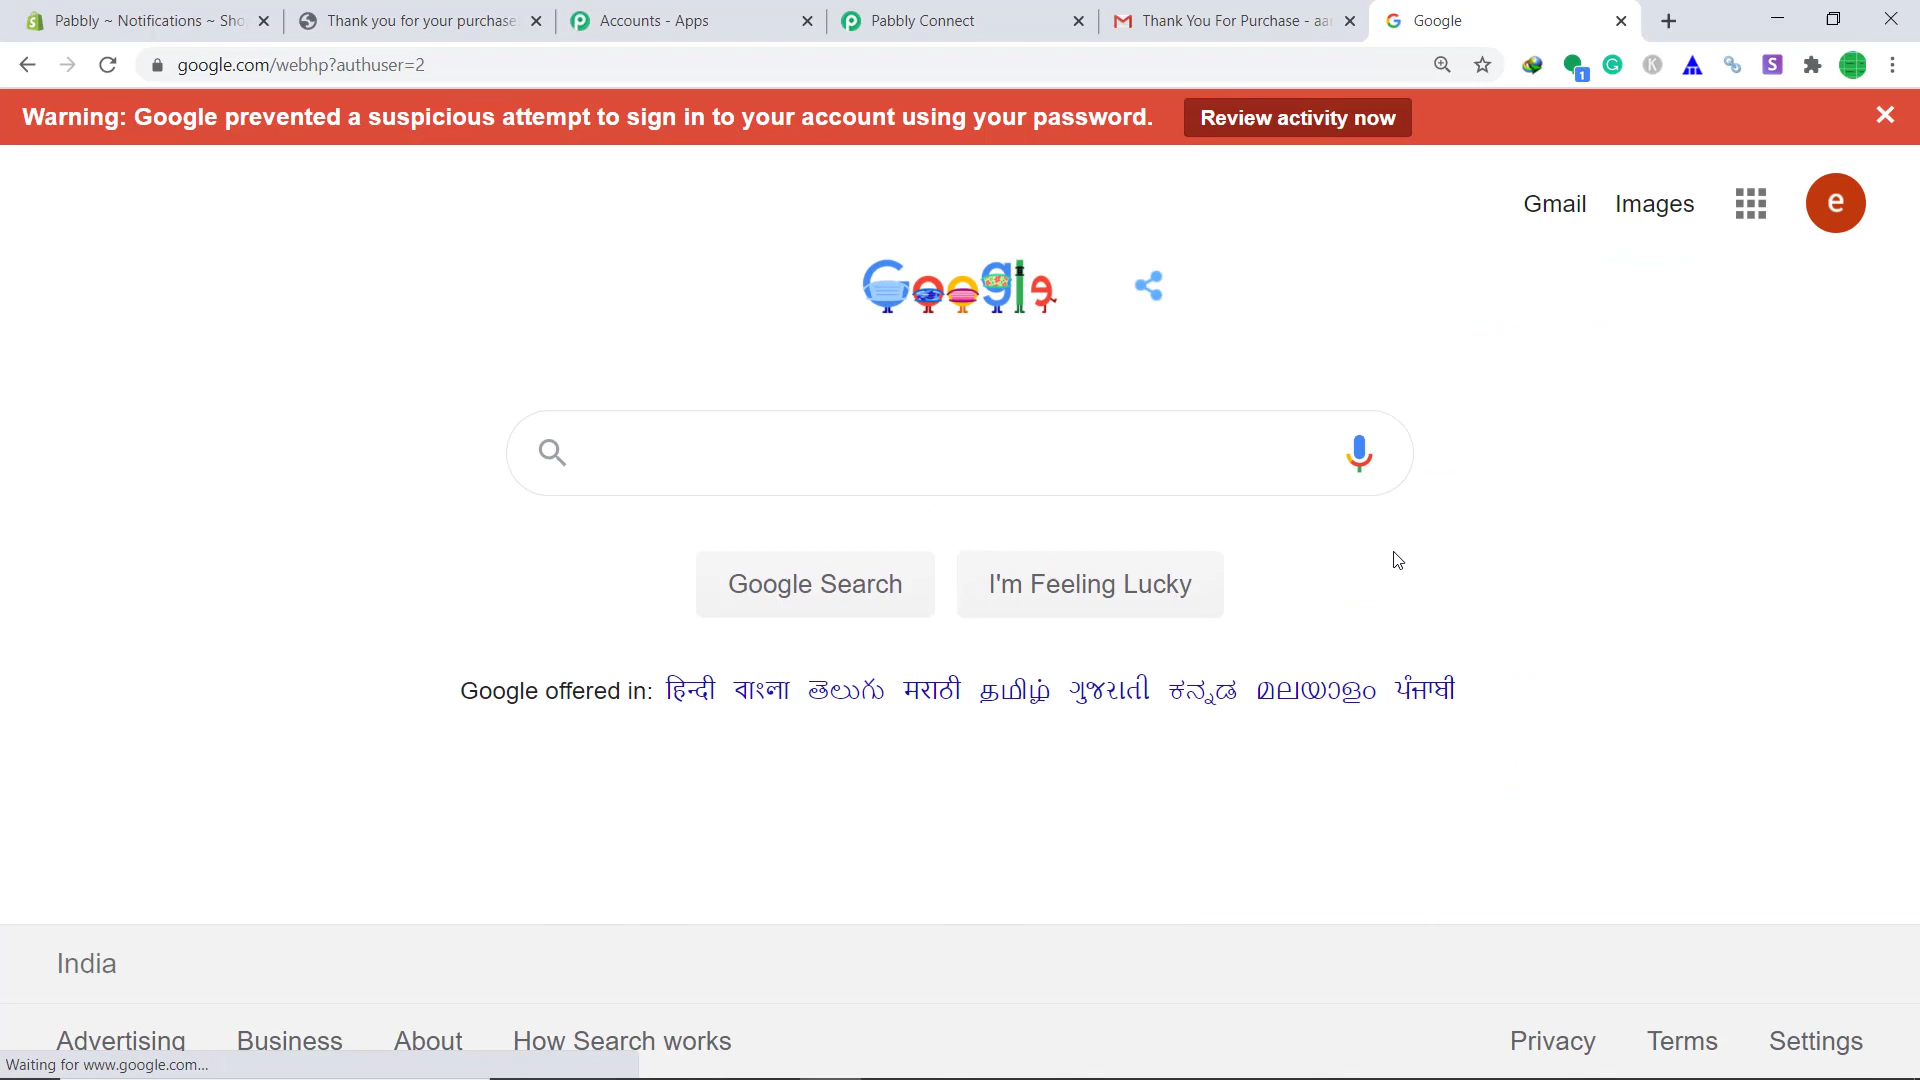 Pabbly ~ Notifications ~ Sho
Thank you for your purchase
Accounts - Apps
Pabbly Connect
Thank You For Purchase - aa
Google
google.com/webhp?authuser=2
1
G
K
S
Warning: Google prevented a suspicious attempt to sign in to your account using your password.
Review activity now
Gmail
Images
e
Google
Google Search
I'm Feeling Lucky
Google offered in: हिन्दी বাংলা తెలుగు मराठी தமிழ் ગુજરાતી ಕನ್ನಡ മലയാളം ਪੰਜਾਬੀ
India
Advertising
Business
About
How Search works
Privacy
Terms
Settings
Waiting for www.google.com...